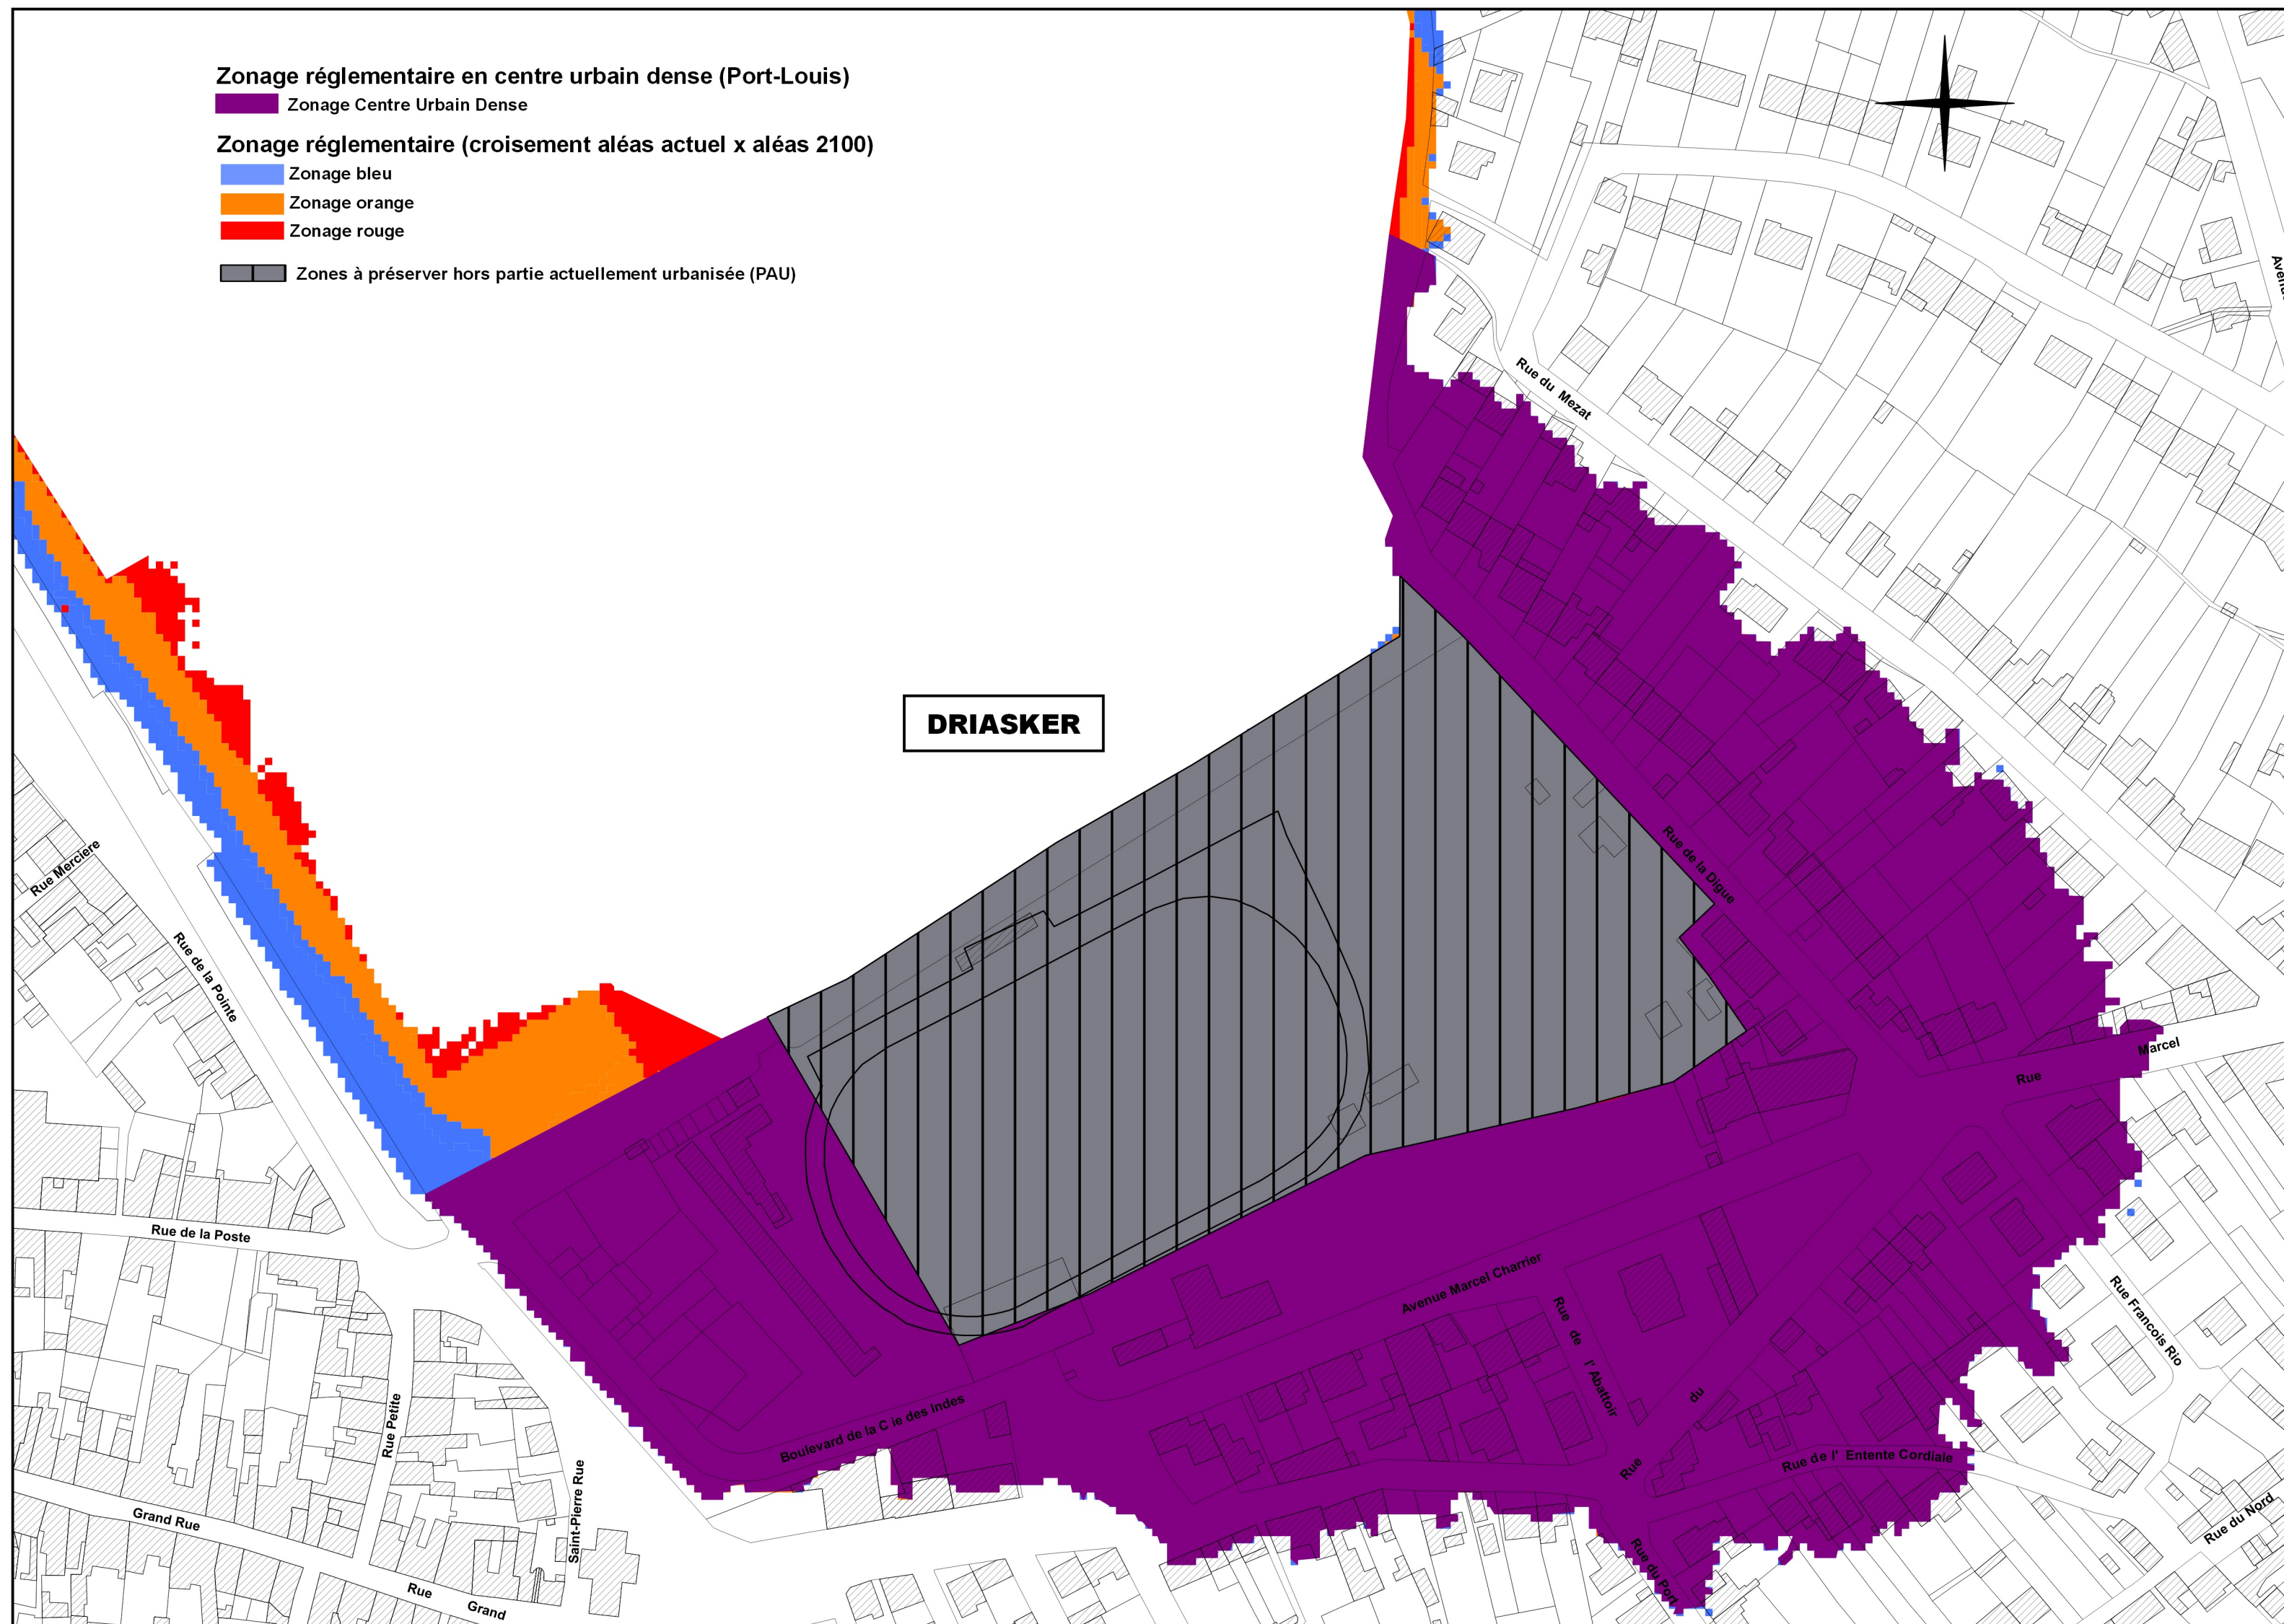 Zonage réglementaire en centre urbain dense (Port-Louis)
Zonage Centre Urbain Dense
Zonage réglementaire (croisement aléas actuel x aléas 2100)
Zonage bleu
Zonage orange
Zonage rouge
Zones à préserver hors partie actuellement urbanisée (PAU)
Rue du Mezat
DRIASKER
Rue de la Digue
Rue Merciere
Rue de la Pointe
Marcel
Rue
Rue de la Poste
Avenue Marcel Charrier
Rue de l'Abattoir
Rue Francois Rio
Rue Petite
Boulevard de la C ie des Indes
du
Rue
Rue de l' Entente Cordiale
Saint-Pierre Rue
Grand Rue
Rue du Nord
Rue du Port
Rue
Grand